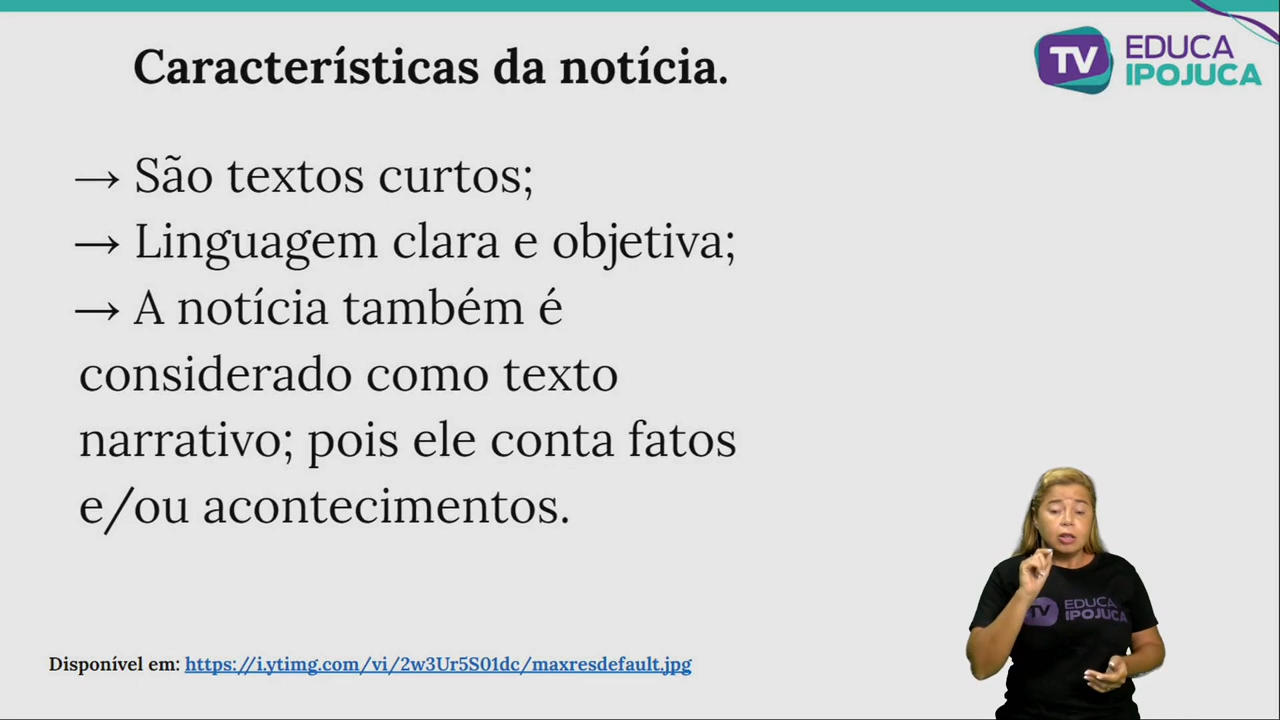 Características da notícia.
TV EDUCA
IPOJUCA
→ São textos curtos;
→ Linguagem clara e objetiva;
→ A notícia também é
considerado como texto
narrativo; pois ele conta fatos
e/ou acontecimentos.
TV EDUCA
IPOJUCA
Disponível em: https://i.ytimg.com/vi/2w3Ur5S01dc/maxresdefault.jpg